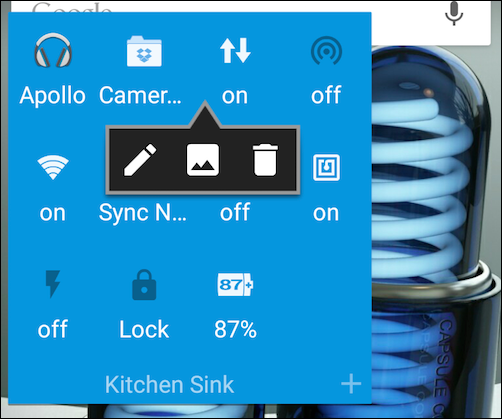 Google
Apollo Camer... on off
on Sync N... off on
87
off Lock 87%
Kitchen Sink
CAPSULE